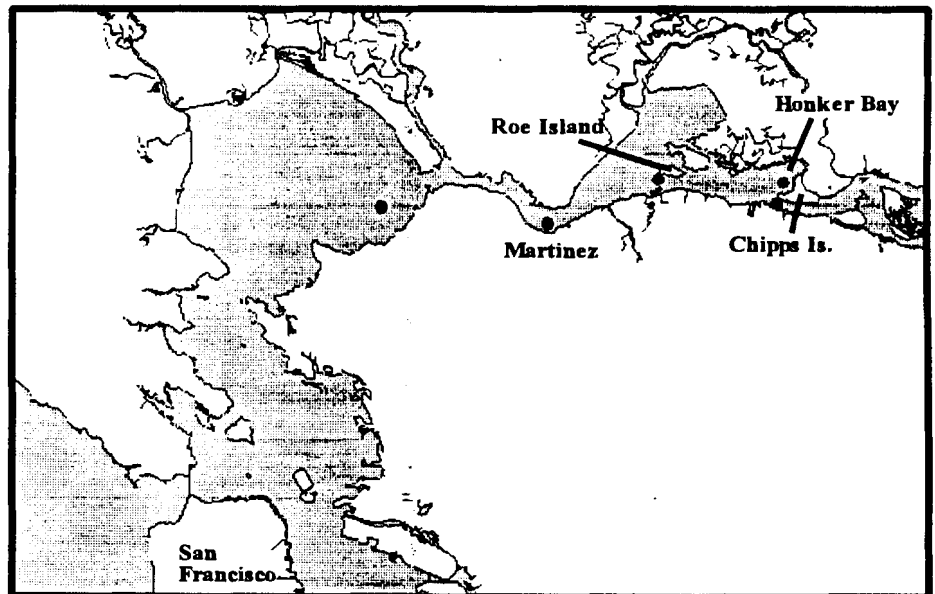 Honker Bay
Roe Island
Martinez
Chipps Is.
San
Francisco